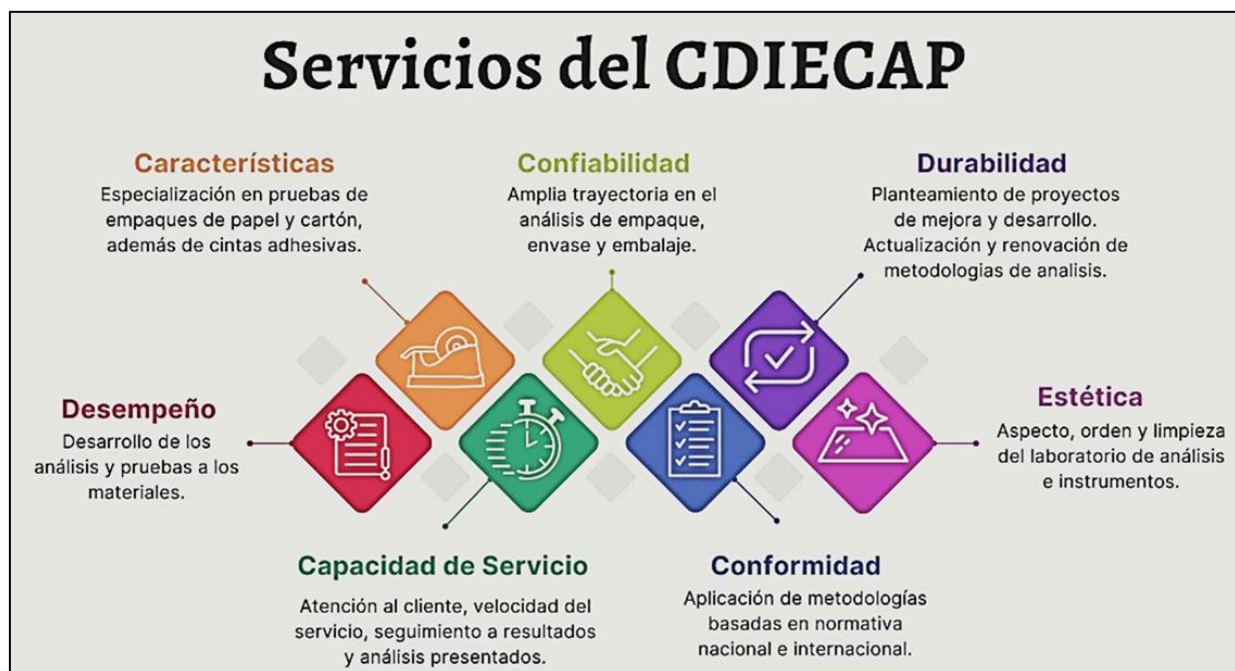 Servicios del CDIECAP
Características
Especialización en pruebas de
empaques de papel y cartón,
además de cintas adhesivas.
Confiabilidad
Amplia trayectoria en el
análisis de empaque,
envase y embalaje.
Durabilidad
Planteamiento de proyectos
de mejora y desarrollo.
Actualización y renovación de
metodologias de analisis.
Desempeño
Desarrollo de los
análisis y pruebas a los
materiales.
Estética
Aspecto, orden y limpieza
del laboratorio de análisis
e instrumentos.
Capacidad de Servicio
Atención al cliente, velocidad del
servicio, seguimiento a resultados
y análisis presentados.
Conformidad
Aplicación de metodologías
basadas en normativa
nacional e internacional.